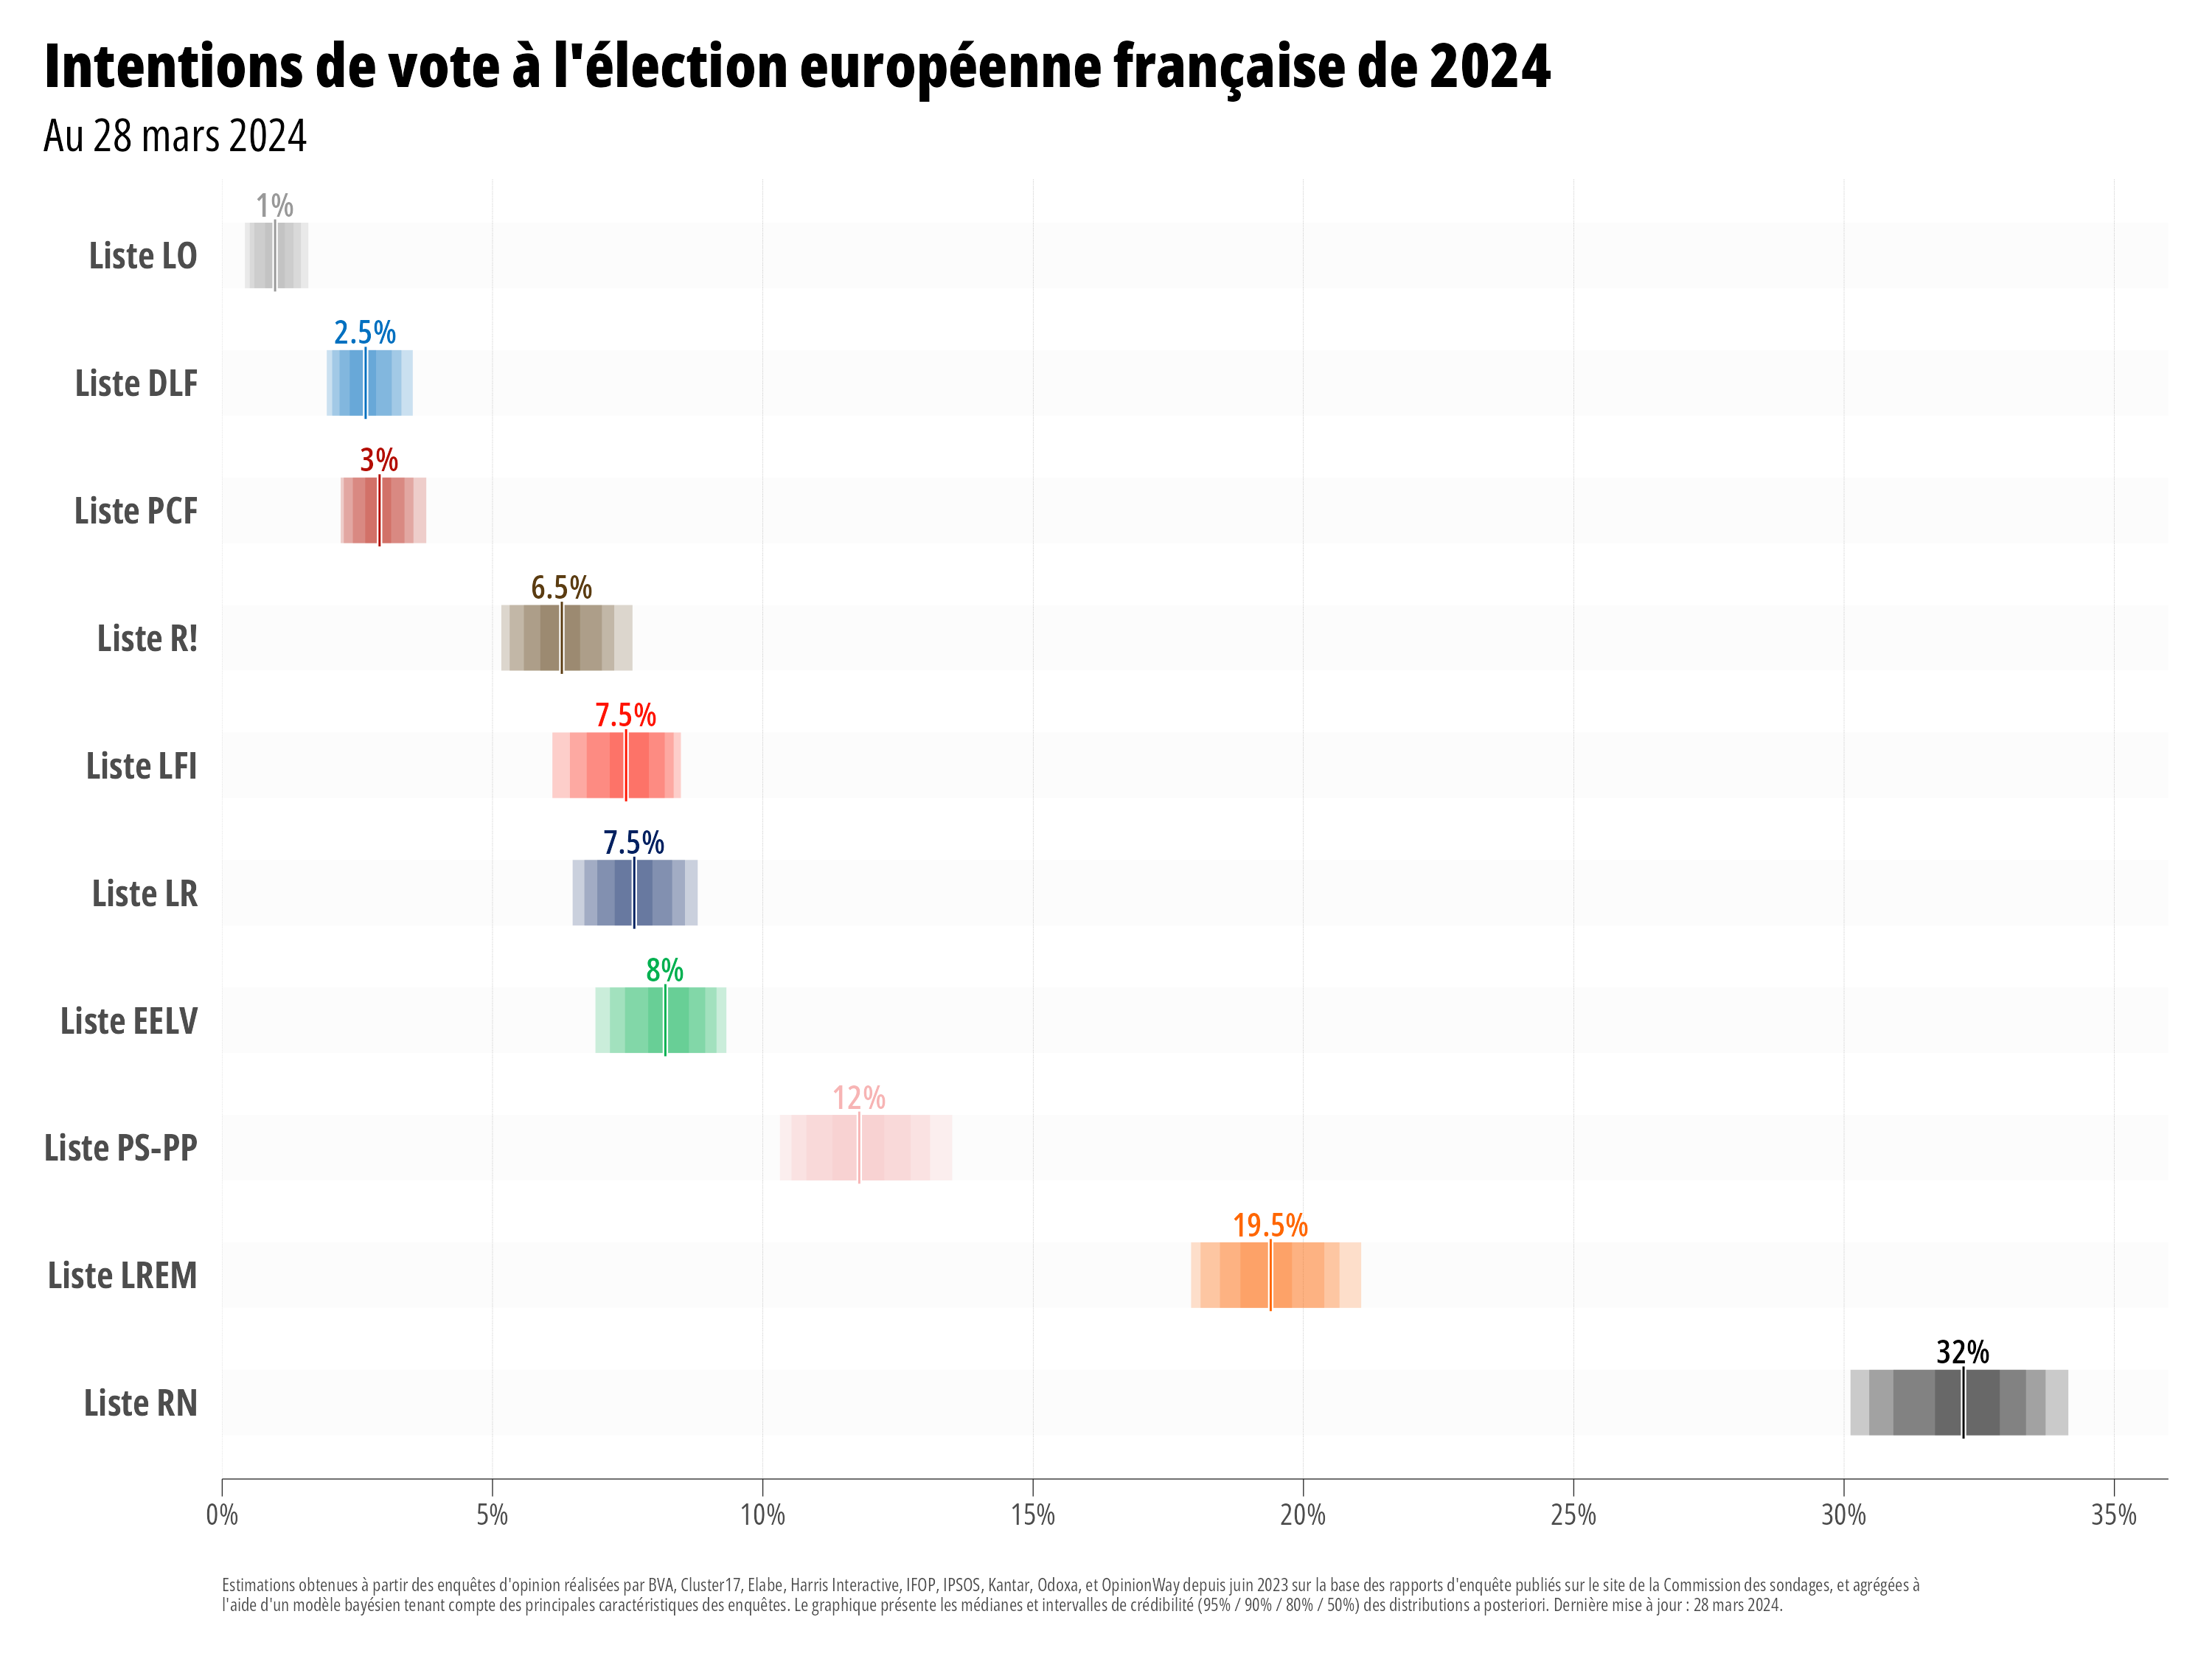 Intentions de vote à l'élection européenne française de 2024
Au 28 mars 2024
1%
Liste LO
2.5%
Liste DLF
3%
Liste PCF
6.5%
Liste R!
7.5%
Liste LFI
7.5%
Liste LR
8%
Liste EELV
12%
Liste PS-PP
19.5%
Liste LREM
32%
Liste RN
0% 5% 10% 15% 20% 25% 30% 35%
Estimations obtenues à partir des enquêtes d'opinion réalisées par BVA, Cluster17, Elabe, Harris Interactive, IFOP, IPSOS, Kantar, Odoxa, et OpinionWay depuis juin 2023 sur la base des rapports d'enquête publiés sur le site de la Commission des sondages, et agrégées à
l'aide d'un modèle bayésien tenant compte des principales caractéristiques des enquêtes. Le graphique présente les médianes et intervalles de crédibilité (95% / 90% / 80% / 50%) des distributions a posteriori. Dernière mise à jour : 28 mars 2024.